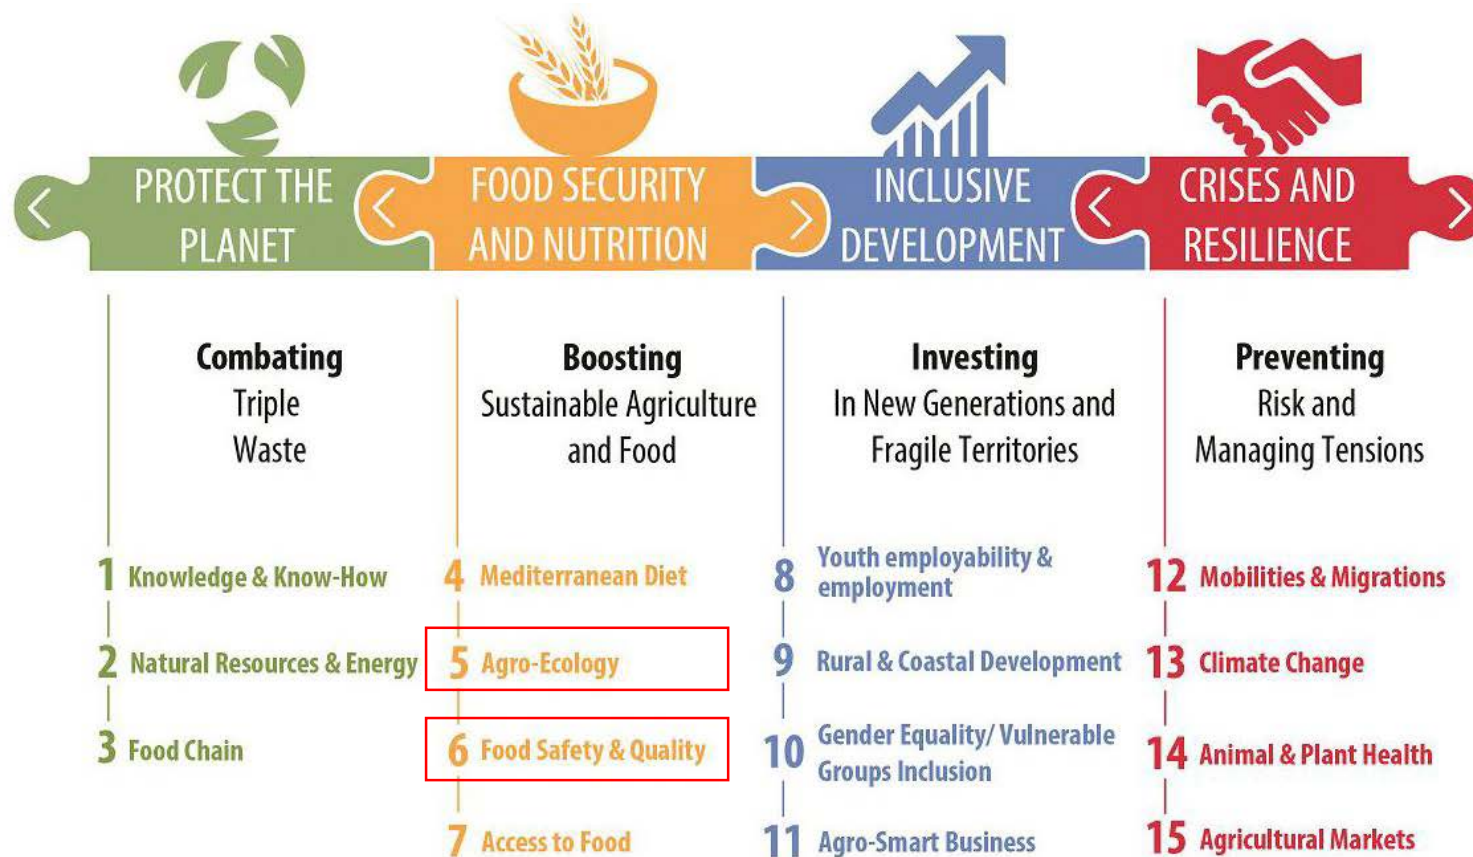 PROTECT THE
PLANET
FOOD SECURITY
AND NUTRITION
INCLUSIVE
DEVELOPMENT
CRISES AND
RESILIENCE
Combating
Triple
Waste
Boosting
Sustainable Agriculture
and Food
Investing
In New Generations and
Fragile Territories
Preventing
Risk and
Managing Tensions
1 Knowledge & Know-How
2 Natural Resources & Energy
3 Food Chain
4 Mediterranean Diet
5 Agro-Ecology
6 Food Safety & Quality
7 Access to Food
8 Youth employability &
employment
9 Rural & Coastal Development
10 Gender Equality/ Vulnerable
Groups Inclusion
11 Agro-Smart Business
12 Mobilities & Migrations
13 Climate Change
14 Animal & Plant Health
15 Agricultural Markets